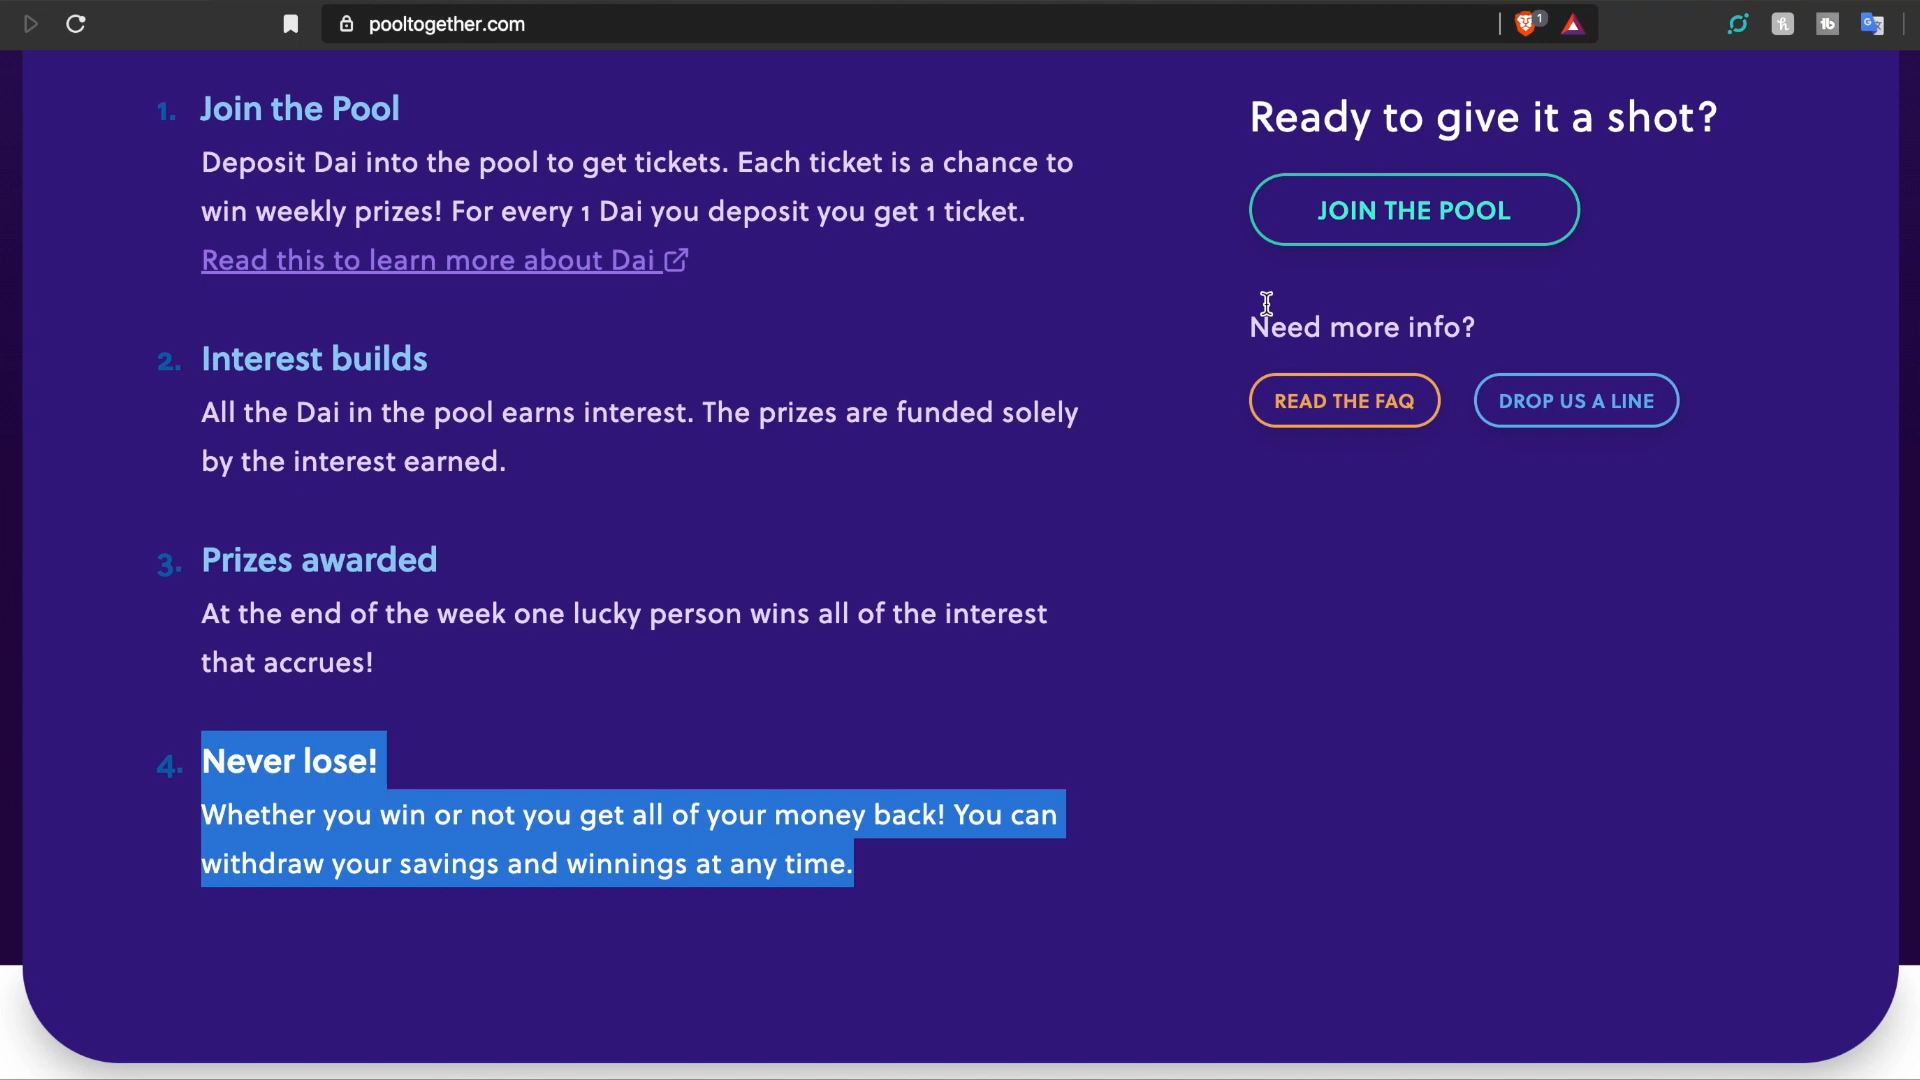 pooltogether.com
1
1. Join the Pool
Deposit Dai into the pool to get tickets. Each ticket is a chance to
win weekly prizes! For every 1 Dai you deposit you get 1 ticket.
Read this to learn more about Dai
2. Interest builds
All the Dai in the pool earns interest. The prizes are funded solely
by the interest earned.
3. Prizes awarded
At the end of the week one lucky person wins all of the interest
that accrues!
4. Never lose!
Whether you win or not you get all of your money back! You can
withdraw your savings and winnings at any time.
Ready to give it a shot?
JOIN THE POOL
Need more info?
READ THE FAQ
DROP US A LINE